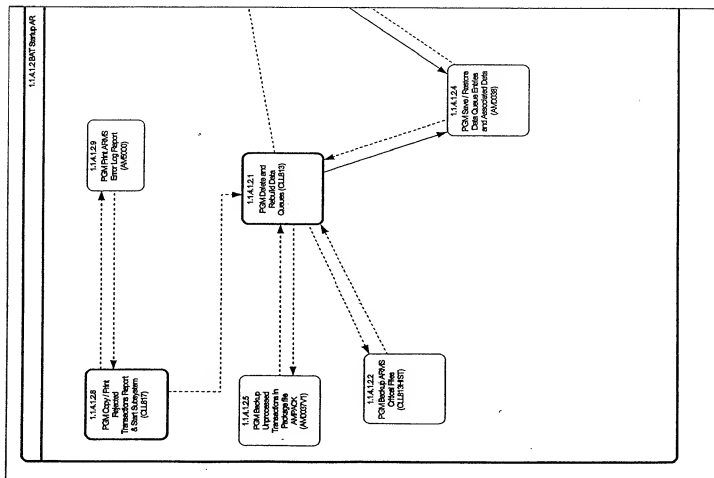 1.1.4.1.2 BAT Startup AR
1.1.4.1.2.8
PGM Copy / Print
Rejected
Transactions Report
& Start Subsystem
(CLL817)
1.1.4.1.2.9
PGM Print ARMS
Error Log Report
(AM5000)
1.1.4.1.2.5
PGM Backup
Unprocessed
Transactions in
Package file
AMPACK
(AM0037V1)
1.1.4.1.2.1
PGM Delete and
Rebuild Data
Queues (CLL813)
1.1.4.1.2.2
PGM Backup ARMS
Critical Files
(CLL813HST)
1.1.4.1.2.4
PGM Save / Restore
Data Queue Entries
and Associated Data
(AM0038)